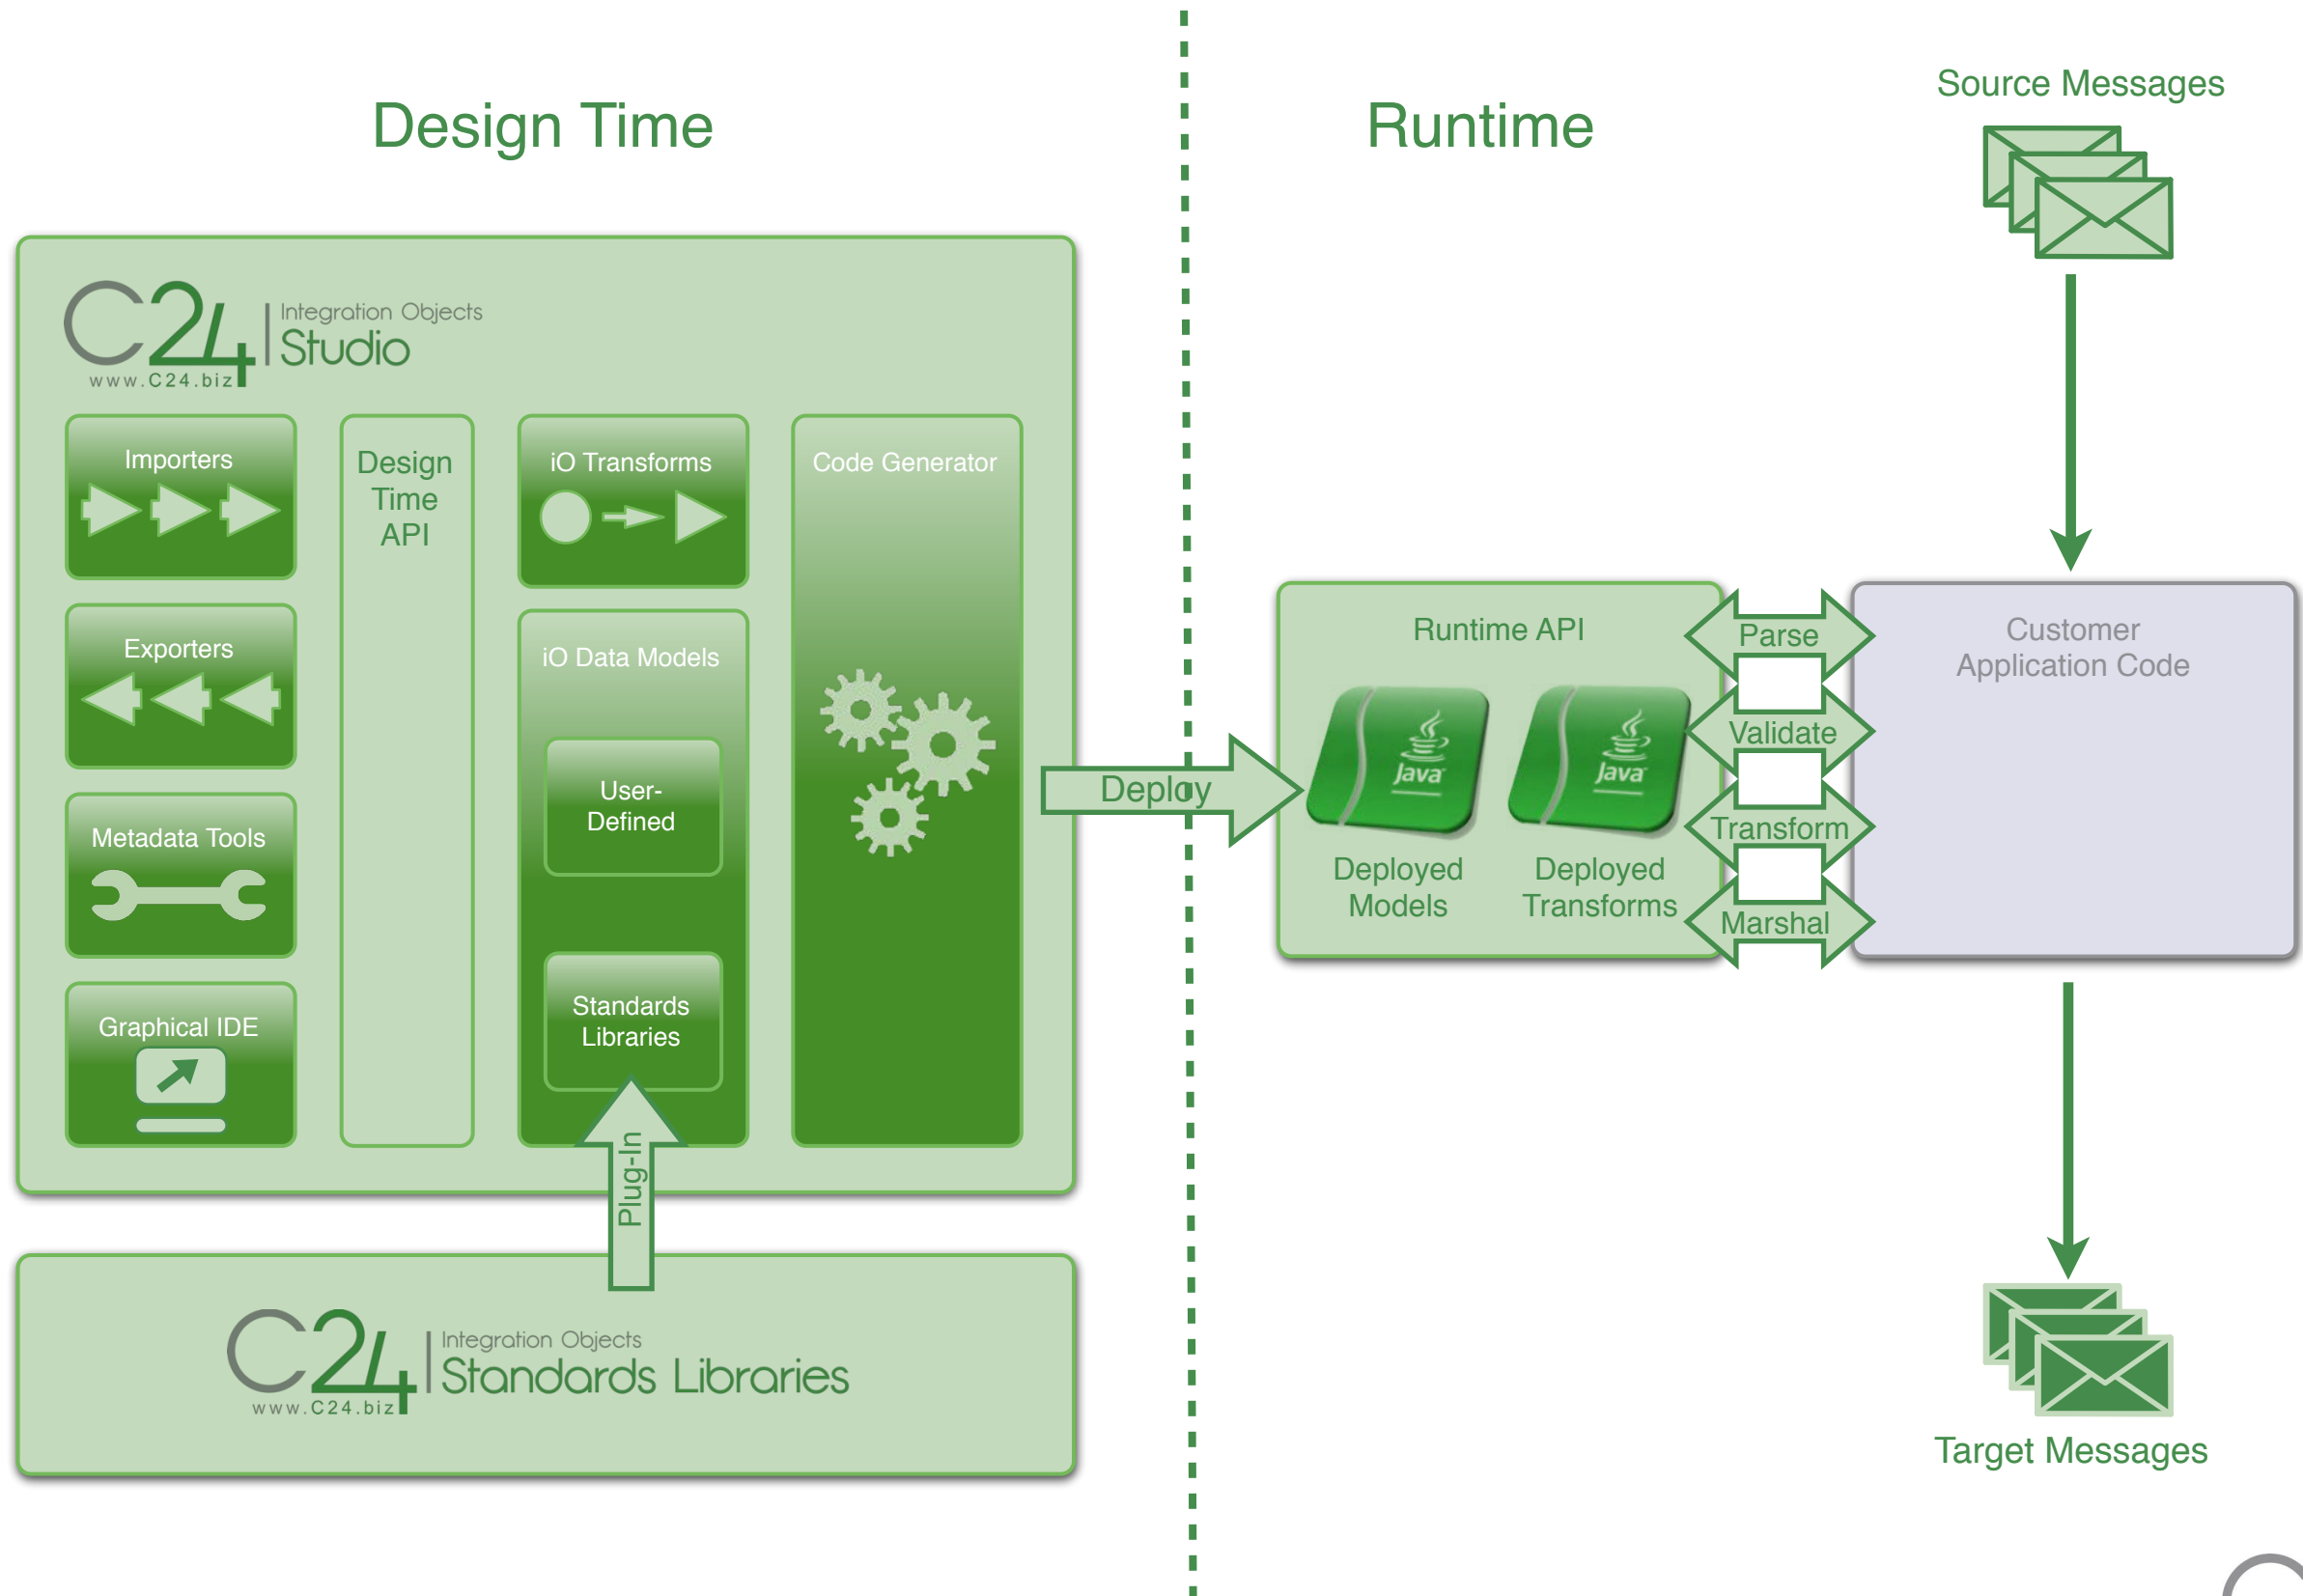 Design Time
Runtime
Source Messages
C24
www.C24.biz
Integration Objects
Studio
Importers
Exporters
Metadata Tools
Graphical IDE
Design
Time
API
iO Transforms
iO Data Models
User-
Defined
Standards
Libraries
Plug-In
Code Generator
Deploy
Runtime API
Java
Java
Deployed
Models
Deployed
Transforms
Parse
Validate
Transform
Marshal
Customer
Application Code
C24
www.C24.biz
Integration Objects
Standards Libraries
Target Messages